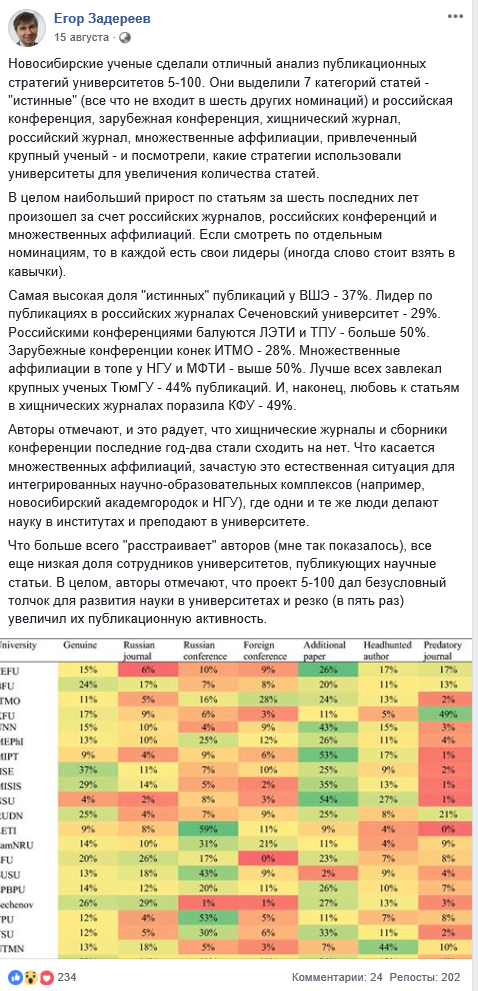 Егор Задереев
15 августа ·
Новосибирские ученые сделали отличный анализ публикационных
стратегий университетов 5-100. Они выделили 7 категорий статей -
"истинные" (все что не входит в шесть других номинаций) и российская
конференция, зарубежная конференция, хищнический журнал,
российский журнал, множественные аффилиации, привлеченный
крупный ученый - и посмотрели, какие стратегии использовали
университеты для увеличения количества статей.
В целом наибольший прирост по статьям за шесть последних лет
произошел за счет российских журналов, российских конференций и
множественных аффилиаций. Если смотреть по отдельным
номинациям, то в каждой есть свои лидеры (иногда слово стоит взять в
кавычки).
Самая высокая доля "истинных" публикаций у ВШЭ - 37%. Лидер по
публикациях в российских журналах Сеченовский университет - 29%.
Российскими конференциями балуются ЛЭТИ и ТПУ - больше 50%.
Зарубежные конференции конек ИТМО - 28%. Множественные
аффилиации в топе у НГУ и МФТИ - выше 50%. Лучше всех завлекал
крупных ученых ТюмГУ - 44% публикаций. И, наконец, любовь к статьям
в хищнических журналах поразила КФУ - 49%.
Авторы отмечают, и это радует, что хищнические журналы и сборники
конференции последние год-два стали сходить на нет. Что касается
множественных аффилиаций, зачастую это естественная ситуация для
интегрированных научно-образовательных комплексов (например,
новосибирский академгородок и НГУ), где одни и те же люди делают
науку в институтах и преподают в университете.
Что больше всего "расстраивает" авторов (мне так показалось), все
еще низкая доля сотрудников университетов, публикующих научные
статьи. В целом, авторы отмечают, что проект 5-100 дал безусловный
толчок для развития науки в университетах и резко (в пять раз)
увеличил их публикационную активность.
niversity Genuine Russian journal Russian conference Foreign conference Additional paper Headhunted author Predatory journal
FEFU 15% 6% 10% 9% 26% 17% 17%
BFU 24% 17% 7% 8% 20% 11% 13%
TMO 11% 5% 16% 28% 24% 13% 2%
KFU 17% 9% 6% 3% 11% 5% 49%
UNN 15% 10% 4% 9% 43% 15% 3%
MEPhI 13% 10% 25% 12% 26% 11% 4%
MIPT 9% 4% 9% 6% 53% 17% 1%
HSE 37% 11% 7% 10% 25% 9% 2%
MISIS 29% 14% 5% 2% 35% 13% 1%
NSU 4% 2% 8% 3% 54% 27% 1%
RUDN 25% 4% 7% 9% 25% 8% 21%
LETI 9% 8% 59% 11% 9% 4% 0%
SamNRU 14% 10% 31% 21% 11% 4% 9%
FU 20% 26% 17% 0% 23% 7% 8%
SUSU 13% 18% 43% 9% 2% 9% 4%
SPBPU 14% 12% 20% 11% 26% 10% 7%
Sechenov 26% 29% 1% 1% 27% 13% 3%
TPU 12% 4% 53% 5% 11% 7% 8%
TSU 12% 5% 30% 6% 33% 11% 2%
UTMN 13% 18% 5% 3% 7% 44% 10%
234
Комментарии: 24 Репосты: 202